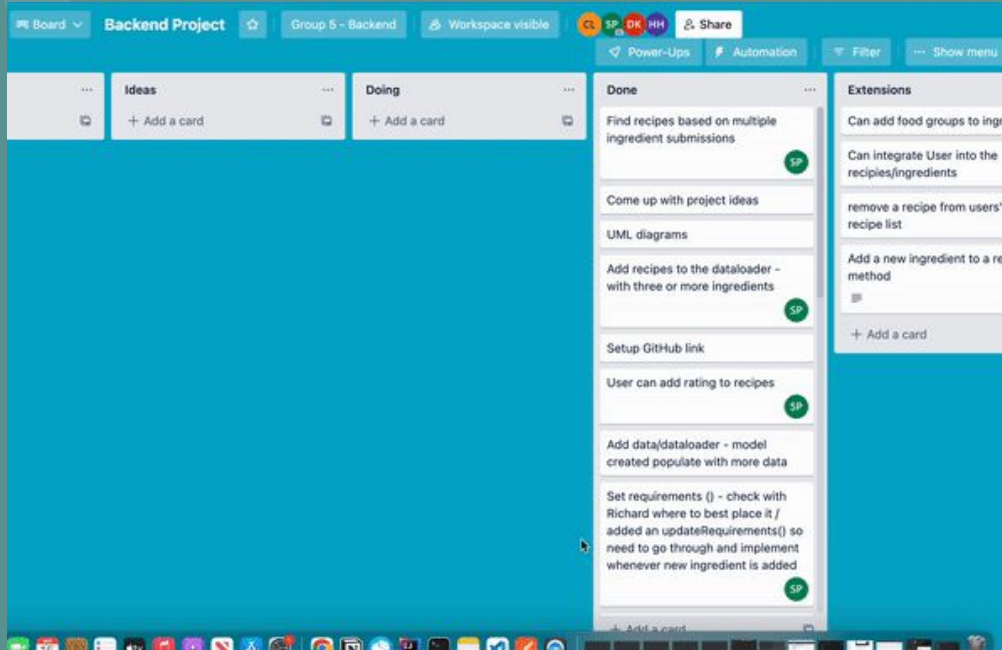 Board
Backend Project
Group 5 - Backend
Workspace visible
CL
SP
DK
HH
Share
Power-Ups
Automation
Filter
Show menu
Ideas
+ Add a card
Doing
+ Add a card
Done
Find recipes based on multiple
ingredient submissions
SP
Come up with project ideas
UML diagrams
Add recipes to the dataloader -
with three or more ingredients
SP
Setup GitHub link
User can add rating to recipes
SP
Add data/dataloader - model
created populate with more data
Set requirements () - check with
Richard where to best place it /
added an updateRequirements() so
need to go through and implement
whenever new ingredient is added
SP
+ Add a card
Extensions
Can add food groups to ingr
Can integrate User into the
recipies/ingredients
remove a recipe from users'
recipe list
Add a new ingredient to a re
method
+ Add a card